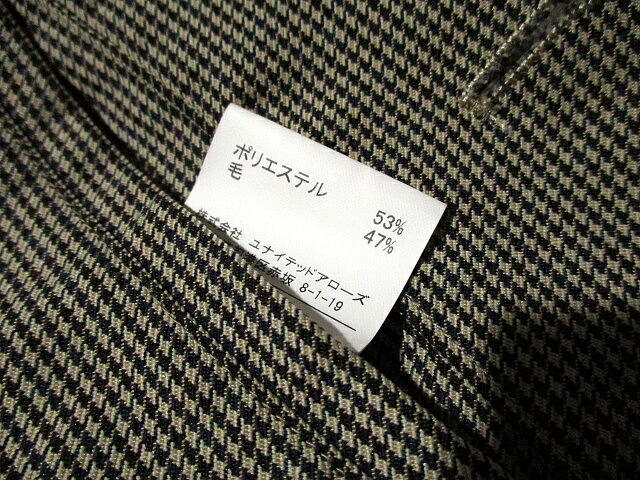 ポリエステル 53%
毛 47%
株式会社 ユナイテッドアローズ
区赤坂 8-1-19